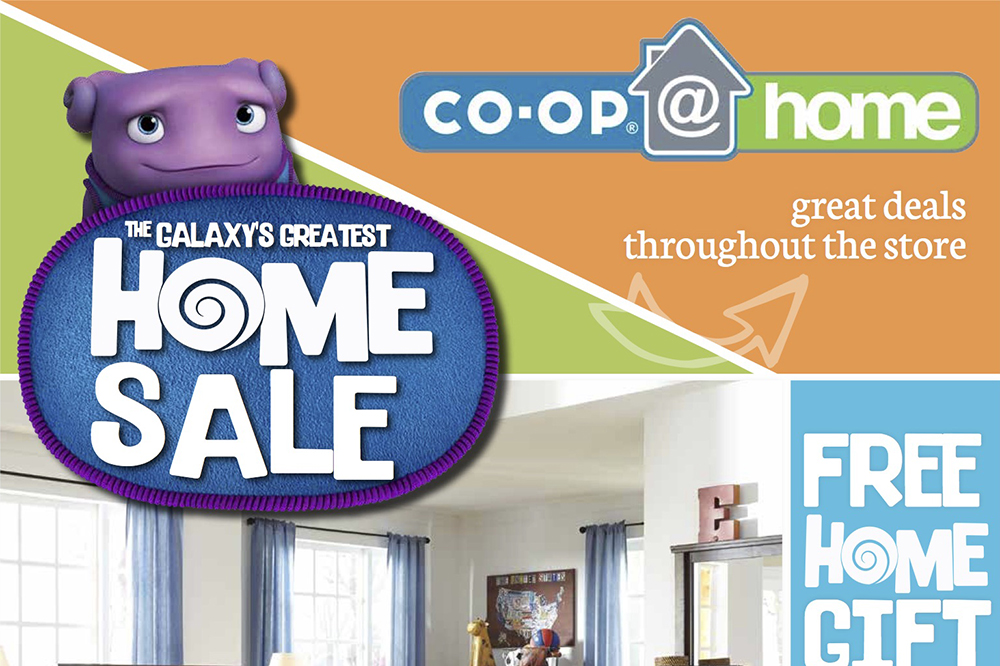 CO-OP® @ home
great deals
throughout the store
THE GALAXY'S GREATEST
HOME
SALE
E
FREE
HOME
GIFT